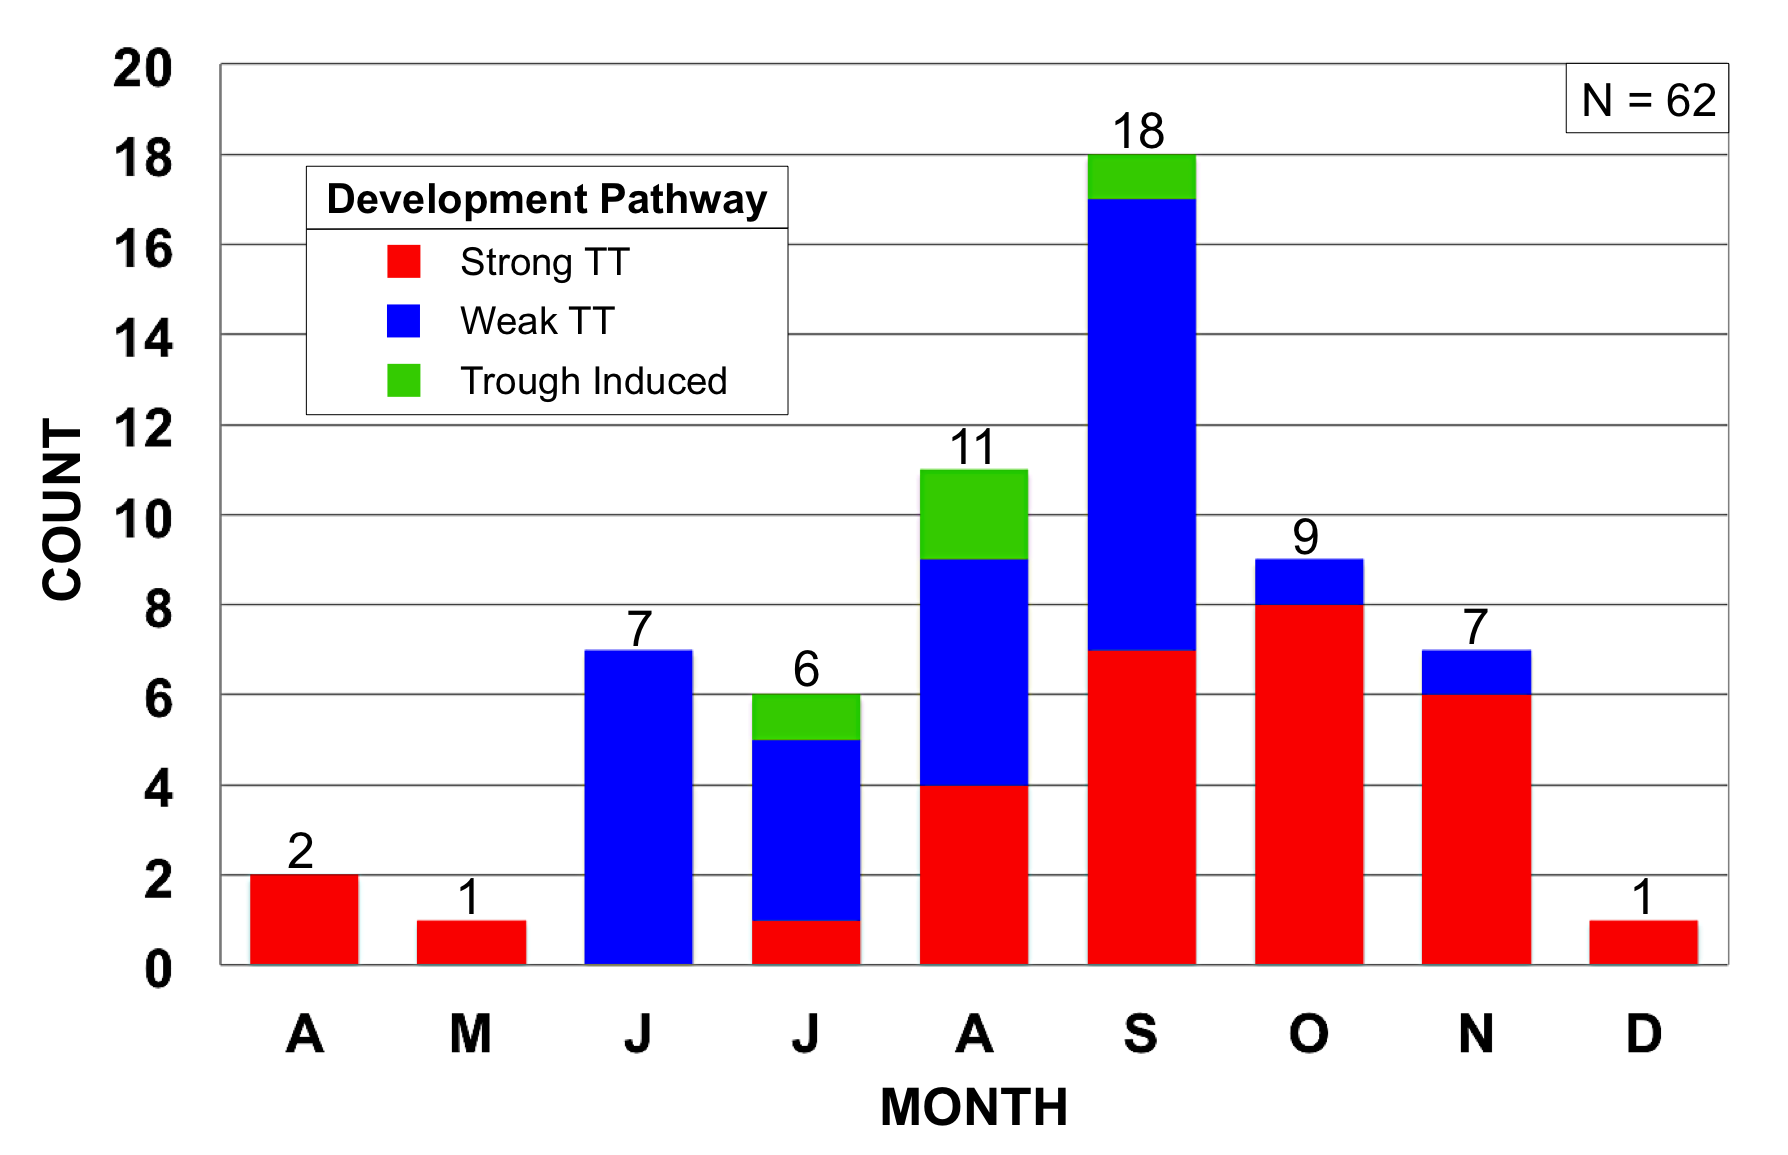 N = 62
Development Pathway
Strong TT
Weak TT
Trough Induced
COUNT
20
18
16
14
12
10
8
6
4
2
0
2
1
7
6
11
18
9
7
1
A M J J A S O N D
MONTH